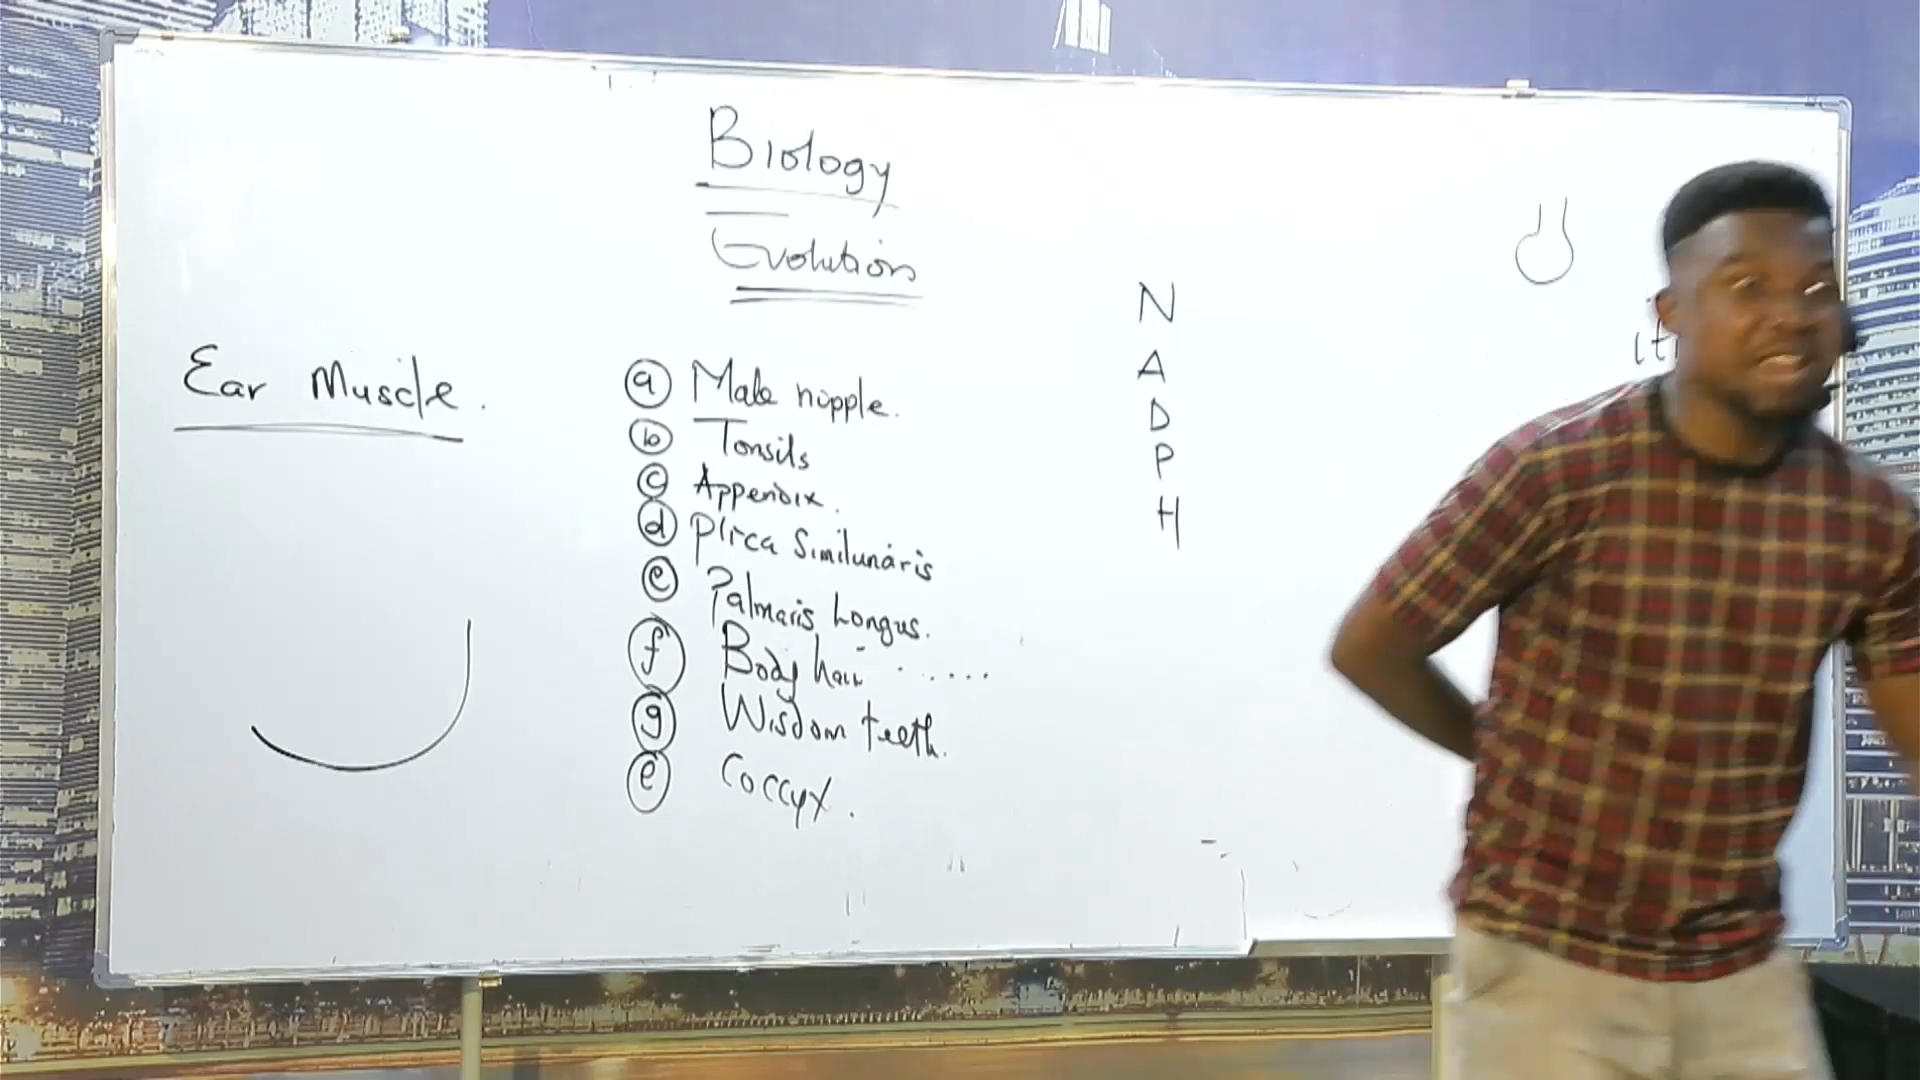 Biology
Evolution
Ear Muscle.
(a) Male nipple.
(b) Tonsils
(c) Appendix.
(d) Plica Similunaris
(e) Palmaris Longus.
(f) Body hair ......
(g) Wisdom teeth.
(e) Coccyx.
N
A
D
P
H